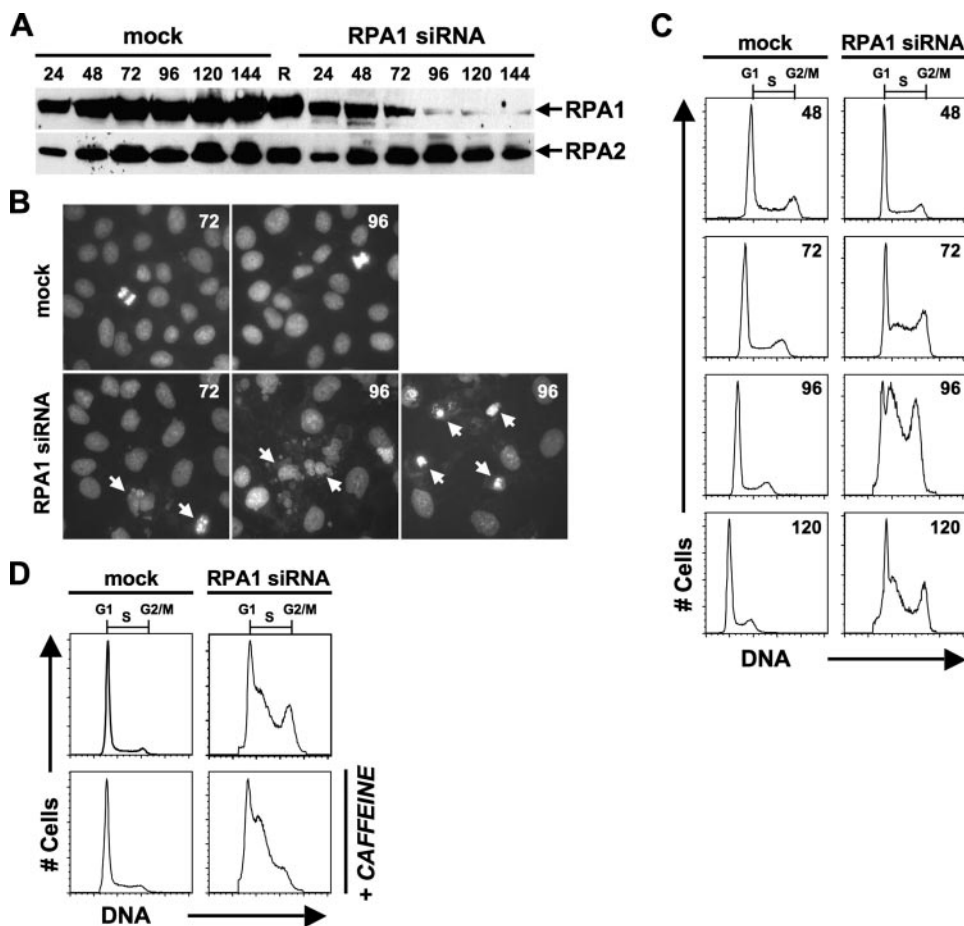 A
mock RPA1 siRNA
24 48 72 96 120 144 R 24 48 72 96 120 144
RPA1
RPA2
B
mock
72 96
RPA1 siRNA
72 96 96
C
mock RPA1 siRNA
G1 S G2/M G1 S G2/M
48 48
72 72
96 96
120 120
# Cells
DNA
D
mock RPA1 siRNA
G1 S G2/M G1 S G2/M
# Cells
+ CAFFEINE
DNA